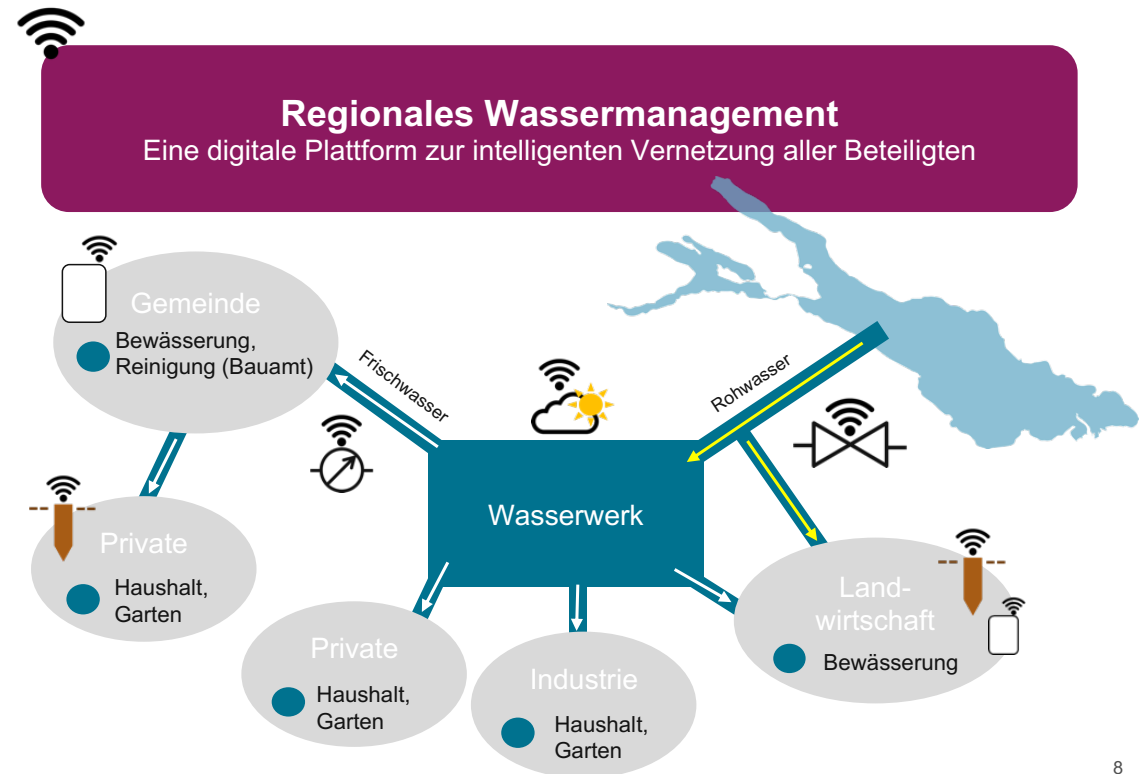 Regionales Wassermanagement
Eine digitale Plattform zur intelligenten Vernetzung aller Beteiligten
Gemeinde
Bewässerung,
Reinigung (Bauamt)
Frischwasser
Rohwasser
Wasserwerk
Private
Haushalt,
Garten
Private
Haushalt,
Garten
Industrie
Haushalt,
Garten
Land-
wirtschaft
Bewässerung
8